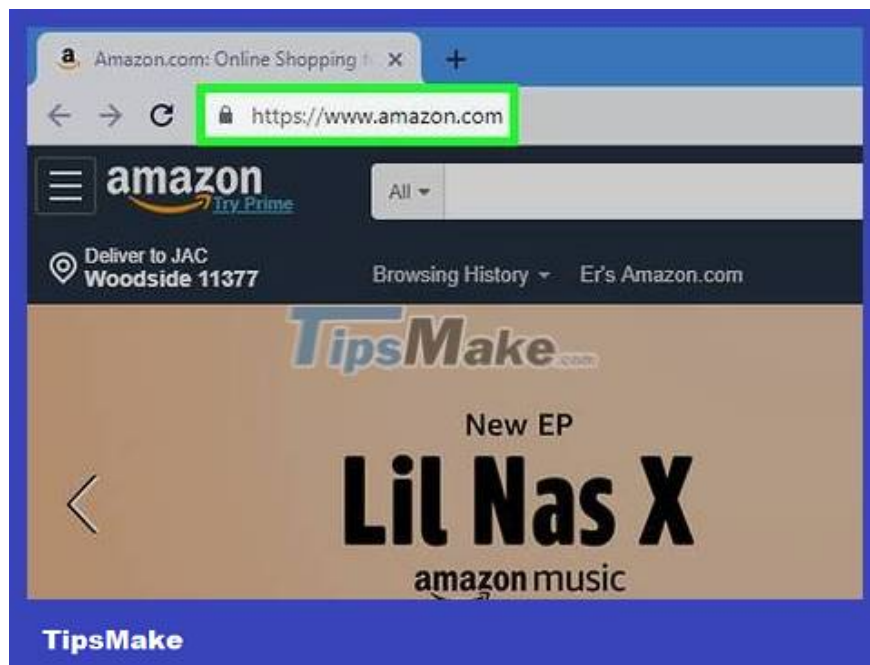 a Amazon.com: Online Shopping f
https://www.amazon.com
amazon
Try Prime
All
Deliver to JAC
Woodside 11377
Browsing History
Er's Amazon.com
TipsMake.com
New EP
Lil Nas X
amazon music
TipsMake